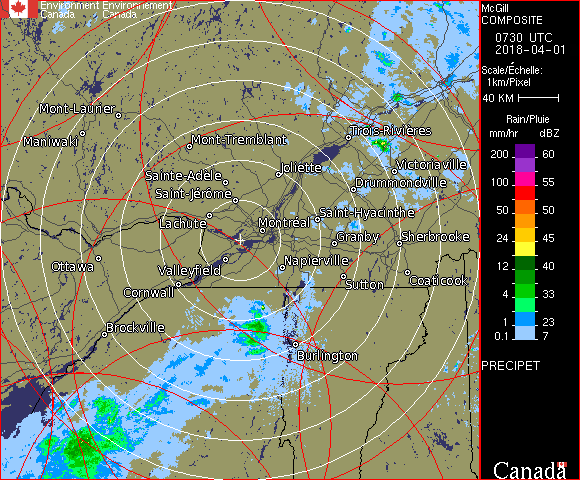 Environment Environnement
Canada Canada
Mont-Laurier
Maniwaki
Mont-Tremblant
Trois-Rivières
Sainte-Adèle
Joliette
Victoriaville
Saint-Jérôme
Drummondville
Lachute
Montréal
Saint-Hyacinthe
Granby
Sherbrooke
Ottawa
Valleyfield
Napierville
Cornwall
Sutton
Coaticook
Brockville
Burlington
McGill
COMPOSITE
0730 UTC
2018-04-01
Scale/Échelle:
1km/Pixel
40 KM
Rain/Pluie
mm/hr dBZ
200 60
150 57
100 55
50 50
24 45
12 40
4 33
1 23
0.1 7
PRECIPET
Canada